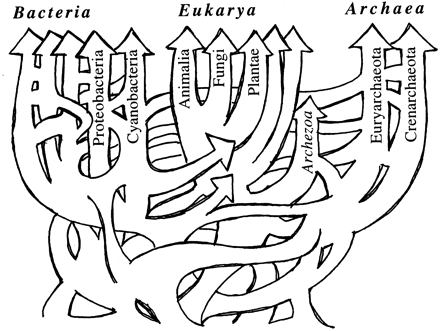 Bacteria Eukarya Archaea
Proteobacteria
Cyanobacteria
Animalia
Fungi
Plantae
Archezoa
Euryarchaeota
Crenarchaeota